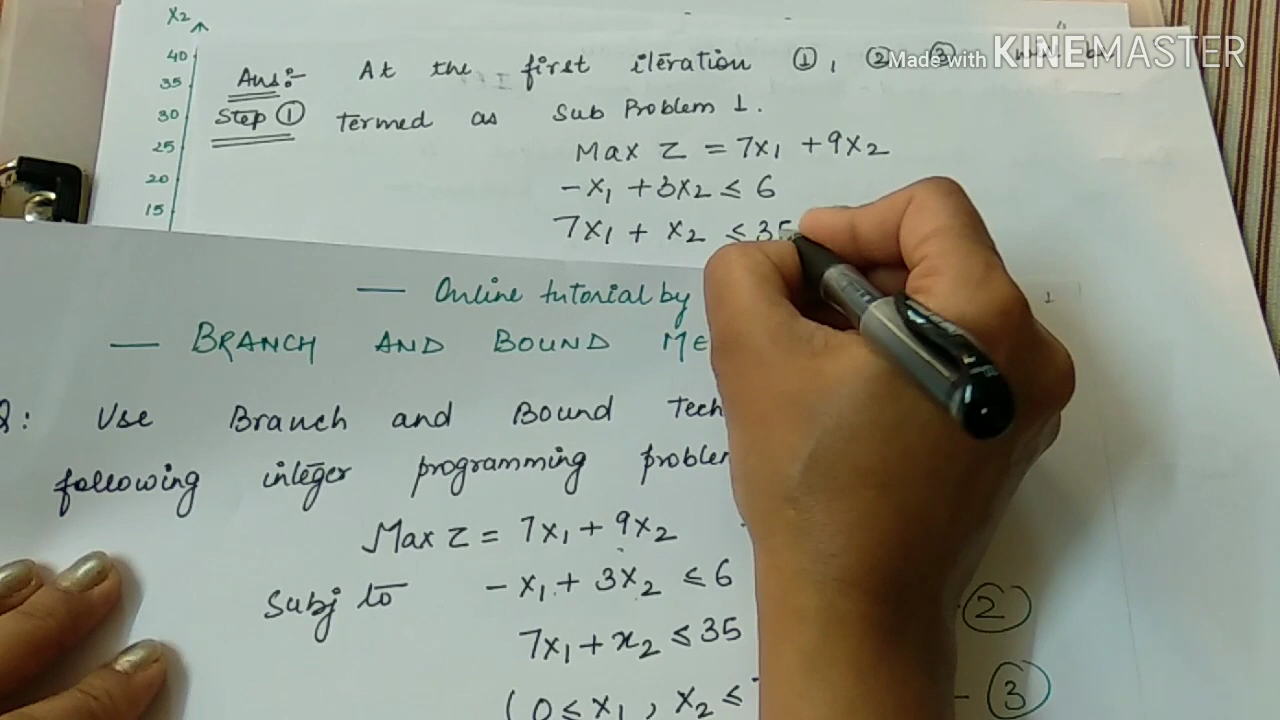 Made with KINEMASTER
X2
40
35
30
25
20
15
Ans:- At the first iteration ①, ② ③
Step ① termed as Sub Problem 1.
Max Z = 7x1 + 9x2
-x1 + 3x2 ≤ 6
7x1 + x2 ≤ 35
— Online tutorial by
— BRANCH AND BOUND ME
Q: Use Branch and Bound Tech
following integer programming problem
Max Z = 7x1 + 9x2
Subj to -x1 + 3x2 ≤ 6
②
7x1 + x2 ≤ 35
(0 ≤ x1, x2 ≤
- ③